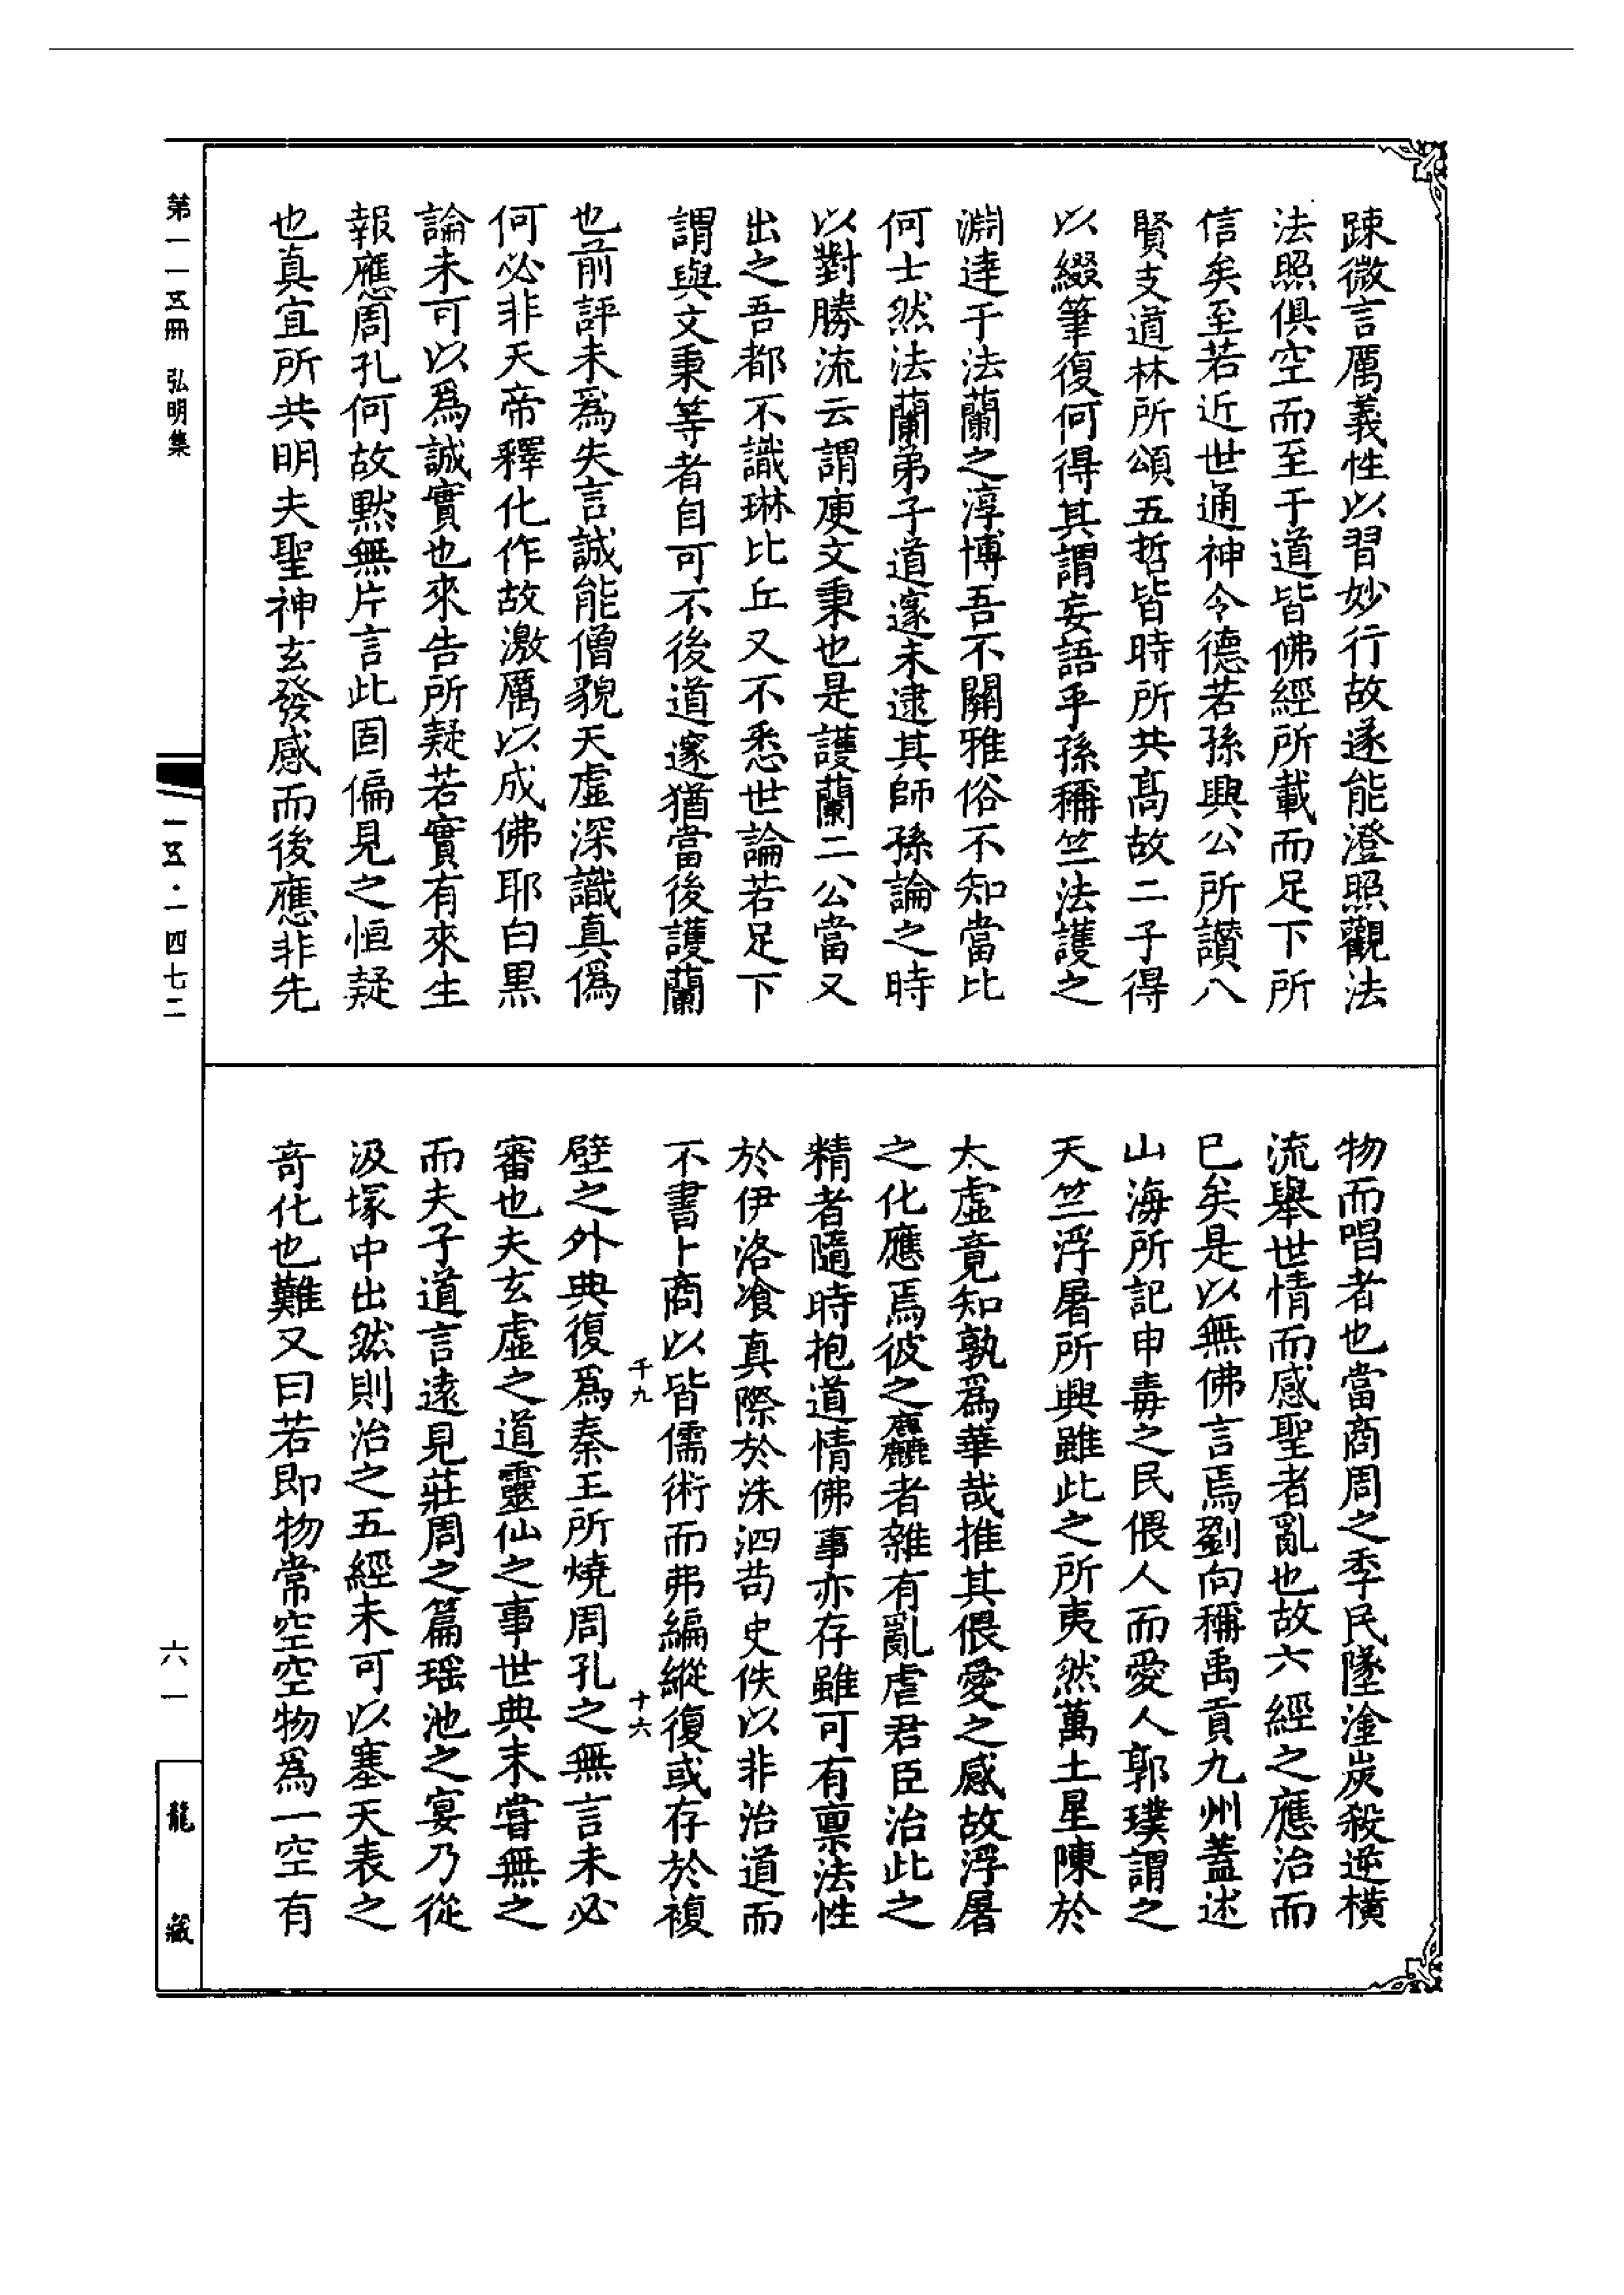 踈微言厲義性以習妙行故遂能澄照觀法
法照俱空而至于道皆佛經所載而足下所
信矣至若近世通神令德若孫興公所讃八
賢支道林所頌五哲皆時所共髙故二子得
以綴筆復何得其謂妄語乎孫稱竺法護之
淵達于法蘭之淳博吾不關雅俗不知當比
何士然法蘭弟子道邃未逮其師孫論之時
以對勝流云謂庾文秉也是護蘭二公當又
出之吾都不識琳比丘又不悉世論若足下
謂與文秉等者自可不後道邃猶當後護蘭
也前評未爲失言誠能僧貌天虛深識真僞
何必非天帝釋化作故激厲以成佛耶白黑
論未可以爲誠實也來告所疑若實有來生
報應周孔何故黙無片言此固偏見之恒疑
也真宜所共明夫聖神玄發感而後應非先
物而唱者也當商周之季民墜塗炭殺逆橫
流舉世情而感聖者亂也故六經之應治而
已矣是以無佛言焉劉向稱禹貢九州蓋述
山海所記申毒之民偎人而愛人郭璞謂之
天竺浮屠所興雖此之所夷然萬土星陳於
太虛竟知孰爲華哉推其偎愛之感故浮屠
之化應焉彼之麤者雜有亂虐君臣治此之
精者隨時抱道情佛事亦存雖可有禀法性
於伊洛飡真際於洙泗苟史佚以非治道而
不書卜商以皆儒術而弗編縱復或存於複
千九
十六
壁之外典復爲秦王所燒周孔之無言未必
審也夫玄虛之道靈仙之事世典末嘗無之
而夫子道言遠見莊周之篇瑶池之宴乃從
汲塚中出然則治之五經未可以塞天表之
奇化也難又曰若即物常空空物爲一空有
第一一五冊 弘明集
一五·一四七二
六一
龍藏